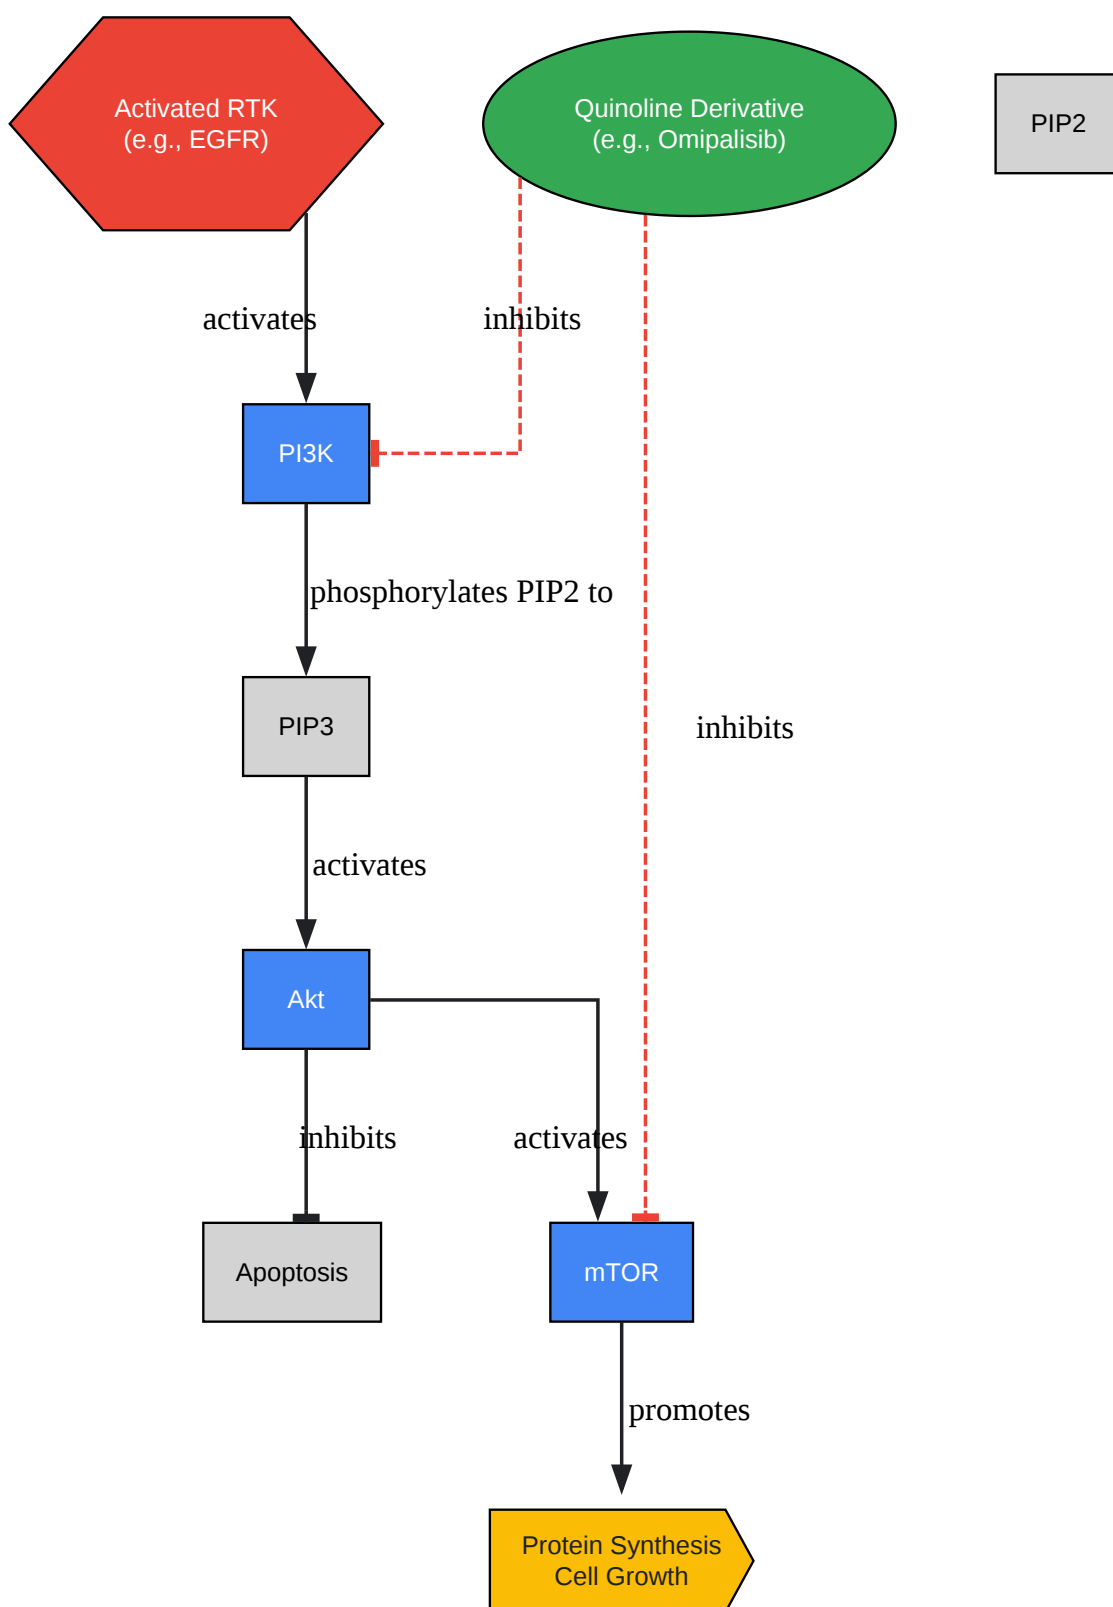 Activated RTK
(e.g., EGFR)
Quinoline Derivative
(e.g., Omipalisib)
PIP2
activates
inhibits
PI3K
phosphorylates PIP2 to
PIP3
inhibits
activates
Akt
inhibits
activates
Apoptosis
mTOR
promotes
Protein Synthesis
Cell Growth